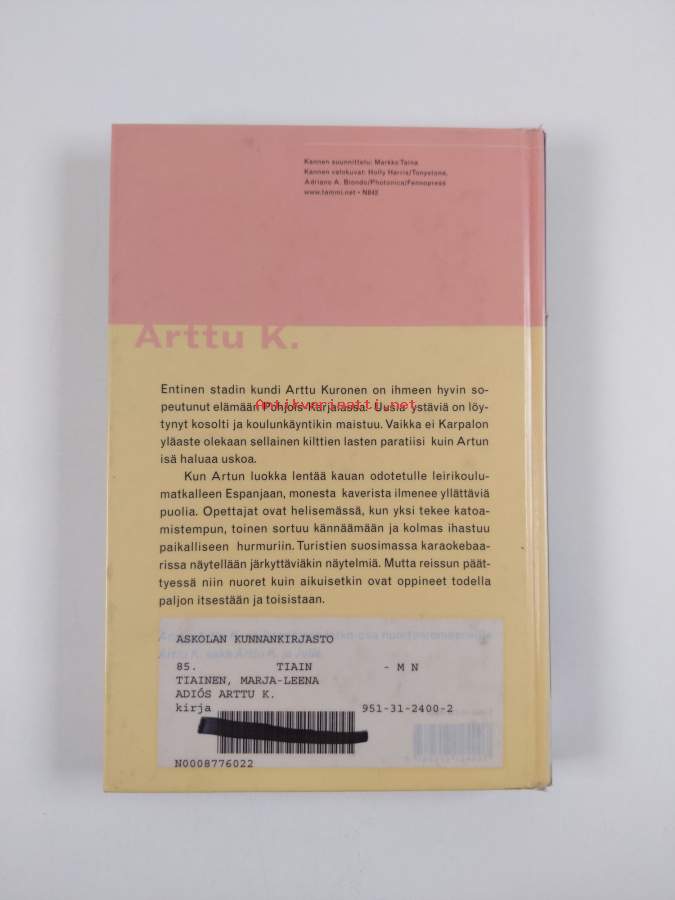 Kannen suunnittelu: Markko Taina
Kannen valokuvat: Holly Harris/Tonystone,
Adriano A. Biondo/Photonica/Fennopress
www.tammi.net • N842
Arttu K.
Entinen stadin kundi Arttu Kuronen on ihmeen hyvin so-
peutunut elämään Pohjois-Karjalassa. Uusia ystäviä on löy-
Antikvariaatti.net
tynyt kosolti ja koulunkäyntikin maistuu. Vaikka ei Karpalon
yläaste olekaan sellainen kilttien lasten paratiisi kuin Artun
isä haluaa uskoa.
Kun Artun luokka lentää kauan odotetulle leirikoulu-
matkalleen Espanjaan, monesta kaverista ilmenee yllättäviä
puolia. Opettajat ovat helisemässä, kun yksi tekee katoa-
mistempun, toinen sortuu kännäämään ja kolmas ihastuu
paikalliseen hurmuriin. Turistien suosimassa karaokebaa-
rissa näytellään järkyttäviäkin näytelmiä. Mutta reissun päät-
tyessä niin nuoret kuin aikuisetkin ovat oppineet todella
paljon itsestään ja toisistaan.
ASKOLAN KUNNANKIRJASTO
85. TIAIN - M N
TIAINEN, MARJA-LEENA
ADIÓS ARTTU K.
kirja 951-31-2400-2
N0008776022